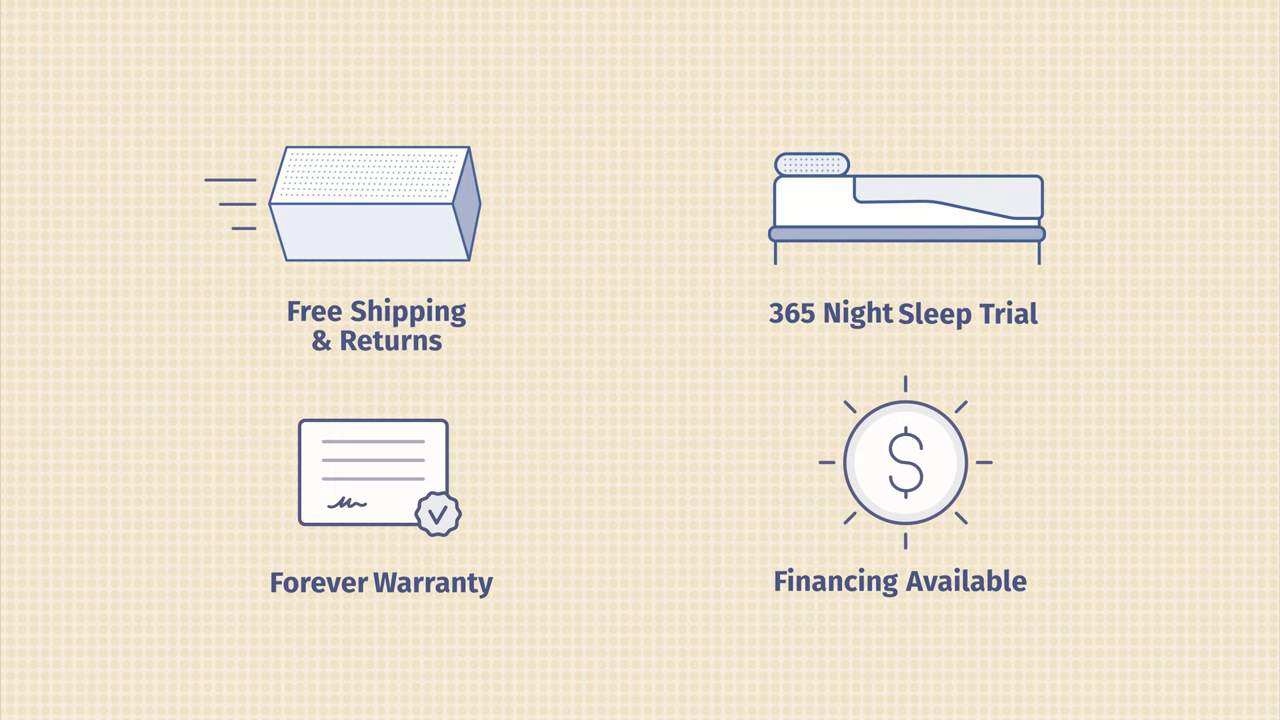 Free Shipping
& Returns
365 Night Sleep Trial
Forever Warranty
$
Financing Available